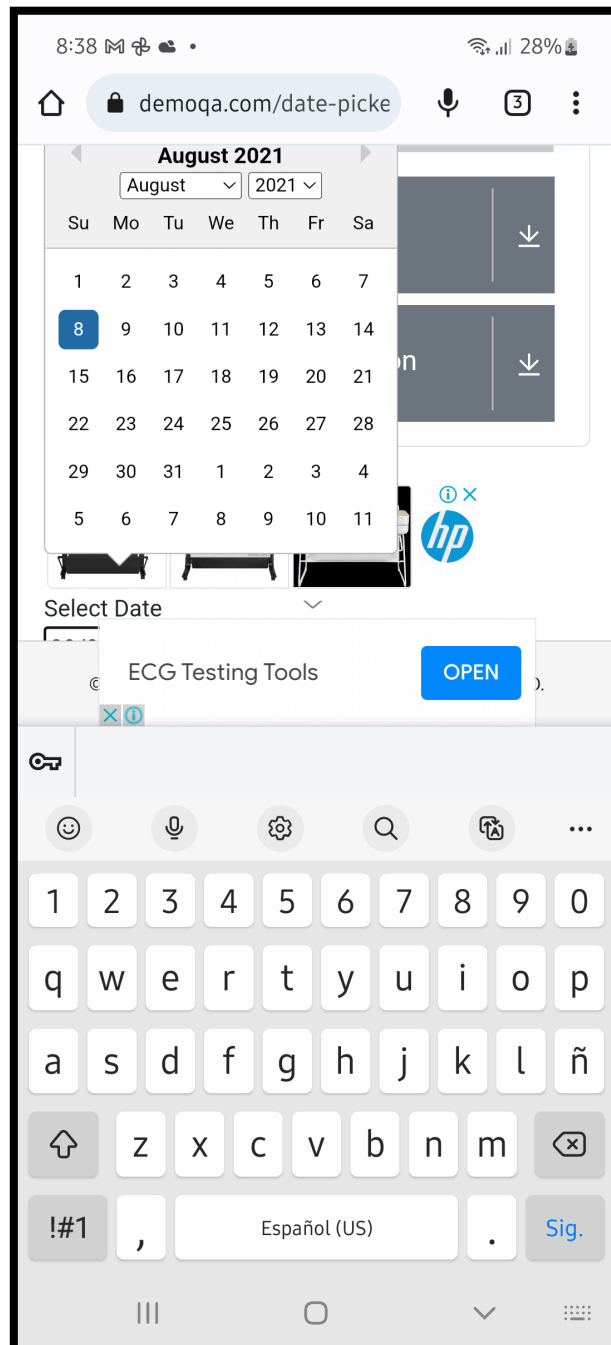 8:38 28%
demoqa.com/date-picke 3
August 2021
August 2021
Su Mo Tu We Th Fr Sa
1 2 3 4 5 6 7
8 9 10 11 12 13 14
15 16 17 18 19 20 21
on
22 23 24 25 26 27 28
29 30 31 1 2 3 4
5 6 7 8 9 10 11
hp
Select Date
ECG Testing Tools OPEN
©
1 2 3 4 5 6 7 8 9 0
q w e r t y u i o p
a s d f g h j k l ñ
z x c v b n m
!#1 , Español (US) . Sig.